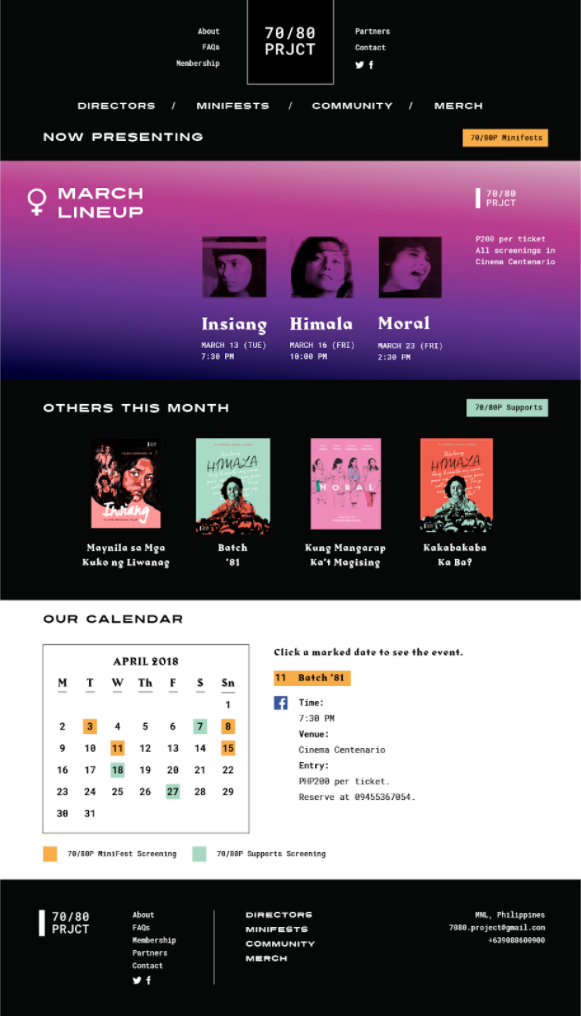 About
FAQs
Membership
70/80
PRJCT
Partners
Contact
DIRECTORS / MINIFESTS / COMMUNITY / MERCH
NOW PRESENTING
70/80P Minifests
MARCH
LINEUP
70/80
PRJCT
P200 per ticket
All screenings in
Cinema Centenario
Insiang
MARCH 13 (TUE)
7:30 PM
Himala
MARCH 16 (FRI)
10:00 PM
Moral
MARCH 23 (FRI)
2:30 PM
OTHERS THIS MONTH
70/80P Supports
Insiang
HIMALA
MORAL
HIMALA
Maynila sa Mga
Kuko ng Liwanag
Batch
'81
Kung Mangarap
Ka't Magising
Kakabakaba
Ka Ba?
OUR CALENDAR
APRIL 2018
M T W Th F S Sn
1
2 3 4 5 6 7 8
9 10 11 12 13 14 15
16 17 18 19 20 21 22
23 24 25 26 27 28 29
30 31
Click a marked date to see the event.
11 Batch '81
Time:
7:30 PM
Venue:
Cinema Centenario
Entry:
PHP200 per ticket.
Reserve at 09455367054.
70/80P MiniFest Screening
70/80P Supports Screening
70/80
PRJCT
About
FAQs
Membership
Partners
Contact
DIRECTORS
MINIFESTS
COMMUNITY
MERCH
MNL, Philippines
7080.project@gmail.com
+639088600900